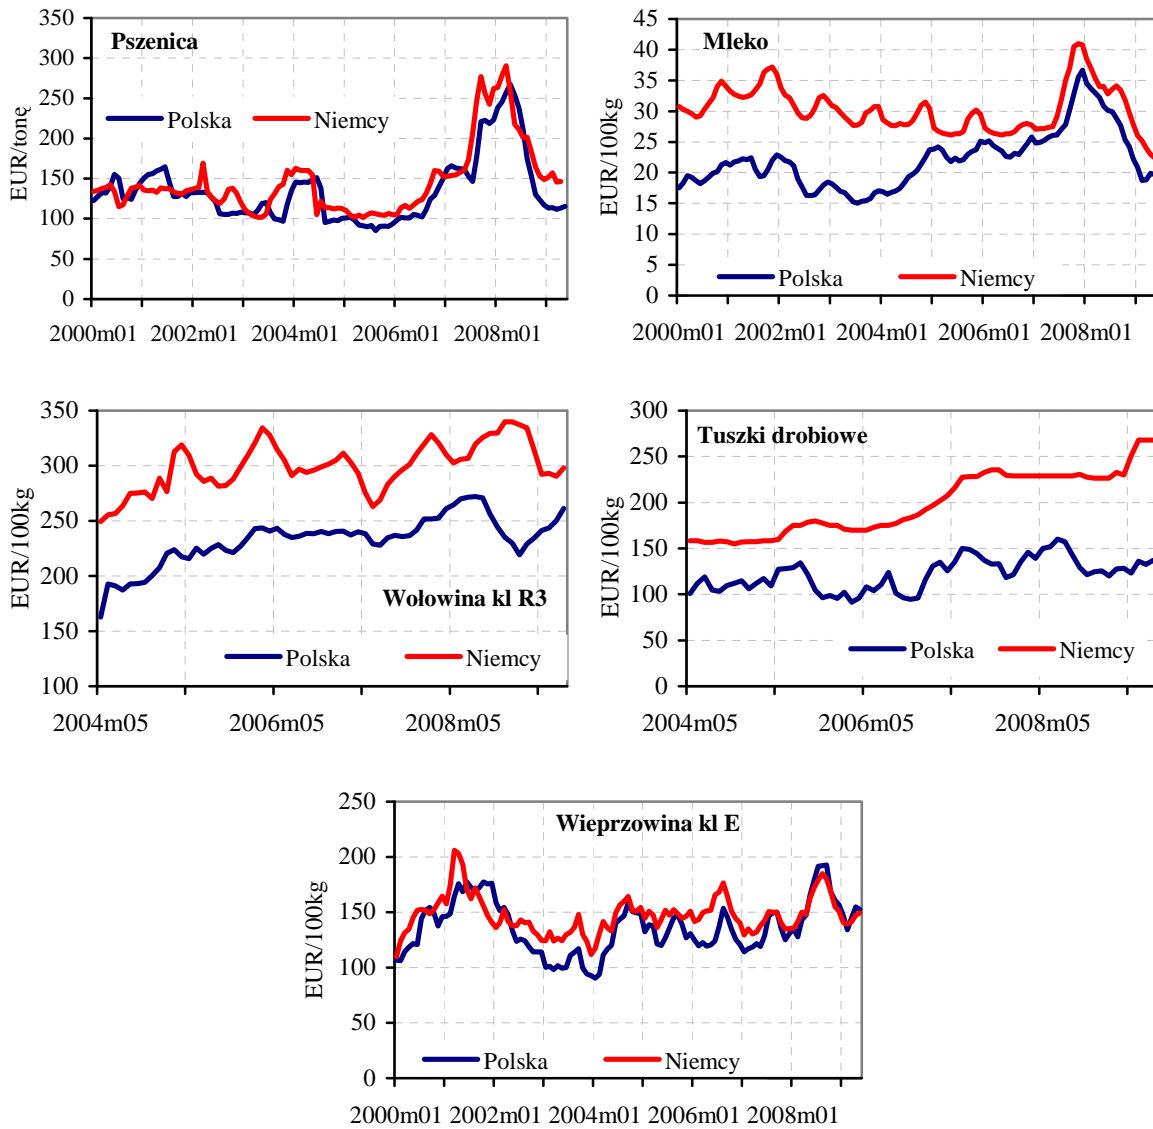 Pszenica
EUR/tonę
350
300
250
200
150
100
50
0
Polska
Niemcy
2000m01 2002m01 2004m01 2006m01 2008m01
Mleko
EUR/100kg
45
40
35
30
25
20
15
10
5
0
Polska
Niemcy
2000m01 2002m01 2004m01 2006m01 2008m01
Wołowina kl R3
EUR/100kg
350
300
250
200
150
100
Polska
Niemcy
2004m05 2006m05 2008m05
Tuszki drobiowe
EUR/100kg
300
250
200
150
100
50
0
Polska
Niemcy
2004m05 2006m05 2008m05
Wieprzowina kl E
EUR/100kg
250
200
150
100
50
0
Polska
Niemcy
2000m01 2002m01 2004m01 2006m01 2008m01